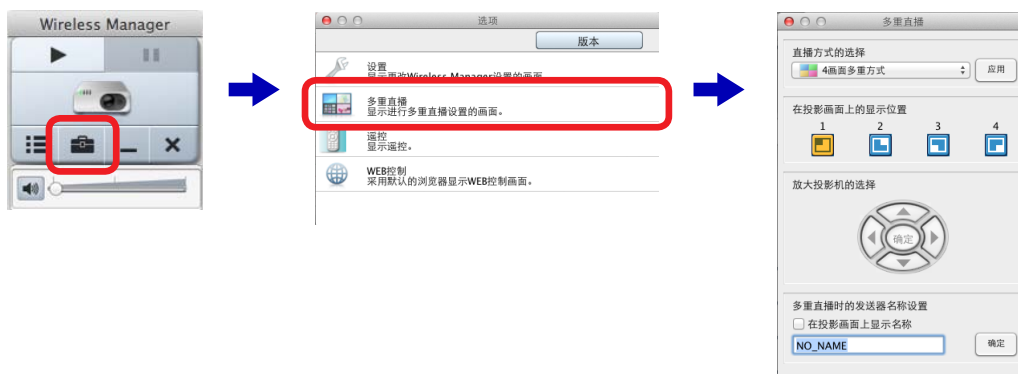 Wireless Manager
选项
版本
设置
显示更改Wireless Manager设置的画面。
多重直播
显示进行多重直播设置的画面。
遥控
显示遥控。
WEB控制
采用默认的浏览器显示WEB控制画面。
多重直播
直播方式的选择
4画面多重方式
应用
在投影画面上的显示位置
1 2 3 4
放大投影机的选择
确定
多重直播时的发送器名称设置
在投影画面上显示名称
NO_NAME
确定